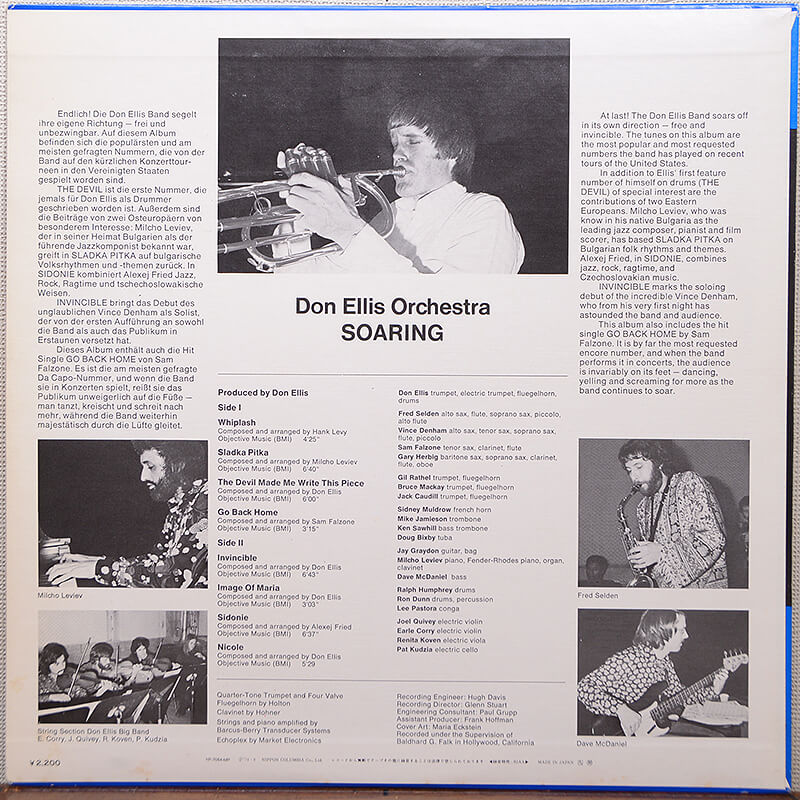 Endlich! Die Don Ellis Band segelt
ihre eigene Richtung — frei und
unbezwingbar. Auf diesem Album
befinden sich die populärsten und am
meisten gefragten Nummern, die von der
Band auf den kürzlichen Konzerttour-
neen in den Vereinigten Staaten
gespielt worden sind.
THE DEVIL ist die erste Nummer, die
jemals für Don Ellis als Drummer
geschrieben worden ist. Außerdem sind
die Beiträge von zwei Osteuropäern von
besonderem Interesse: Milcho Leviev,
der in seiner Heimat Bulgarien als der
führende Jazzkomponist bekannt war,
greift in SLADKA PITKA auf bulgarische
Volksrhythmen und -themen zurück. In
SIDONIE kombiniert Alexej Fried Jazz,
Rock, Ragtime und tschechoslowakische
Weisen.
INVINCIBLE bringt das Debut des
unglaublichen Vince Denham als Solist,
der von der ersten Aufführung an sowohl
die Band als auch das Publikum in
Erstaunen versetzt hat.
Dieses Album enthält auch die Hit
Single GO BACK HOME von Sam
Falzone. Es ist die am meisten gefragte
Da Capo-Nummer, und wenn die Band
sie in Konzerten spielt, reißt sie das
Publikum unweigerlich auf die Füße —
man tanzt, kreischt und schreit nach
mehr, während die Band weiterhin
majestätisch durch die Lüfte gleitet.
Milcho Leviev
String Section Don Ellis Big Band
E. Corry, J. Quivey, R. Koven, P. Kudzia
¥2,200
Don Ellis Orchestra
SOARING
Produced by Don Ellis
Side I
Whiplash
Composed and arranged by Hank Levy
Objective Music (BMI) 4'25"
Sladka Pitka
Composed and arranged by Milcho Leviev
Objective Music (BMI) 6'40"
The Devil Made Me Write This Piece
Composed and arranged by Don Ellis
Objective Music (BMI) 6'00"
Go Back Home
Composed and arranged by Sam Falzone
Objective Music (BMI) 3'15"
Side II
Invincible
Composed and arranged by Don Ellis
Objective Music (BMI) 6'43"
Image Of Maria
Composed and arranged by Don Ellis
Objective Music (BMI) 3'03"
Sidonie
Composed and arranged by Alexej Fried
Objective Music (BMI) 6'37"
Nicole
Composed and arranged by Don Ellis
Objective Music (BMI) 5'29
Don Ellis trumpet, electric trumpet, fluegelhorn,
drums
Fred Selden alto sax, flute, soprano sax, piccolo,
alto flute
Vince Denham alto sax, tenor sax, soprano sax,
flute, piccolo
Sam Falzone tenor sax, clarinet, flute
Gary Herbig baritone sax, soprano sax, clarinet,
flute, oboe
Gil Rathel trumpet, fluegelhorn
Bruce Mackay trumpet, fluegelhorn
Jack Caudill trumpet, fluegelhorn
Sidney Muldrow french horn
Mike Jamieson trombone
Ken Sawhill bass trombone
Doug Bixby tuba
Jay Graydon guitar, bag
Milcho Leviev piano, Fender-Rhodes piano, organ,
clavinet
Dave McDaniel bass
Ralph Humphrey drums
Ron Dunn drums, percussion
Lee Pastora conga
Joel Quivey electric violin
Earle Corry electric violin
Renita Koven electric viola
Pat Kudzia electric cello
Quarter-Tone Trumpet and Four Valve
Fluegelhorn by Holton
Clavinet by Hohner
Strings and piano amplified by
Barcus-Berry Transducer Systems
Echoplex by Market Electronics
Recording Engineer: Hugh Davis
Recording Director: Glenn Stuart
Engineering Consultant: Paul Grupp
Assistant Producer: Frank Hoffman
Cover Art: Maria Eckstein
Recorded under the Supervision of
Baldhard G. Falk in Hollywood, California
NIPPON COLUMBIA Co., Ltd.
MADE IN JAPAN
At last! The Don Ellis Band soars off
in its own direction — free and
invincible. The tunes on this album are
the most popular and most requested
numbers the band has played on recent
tours of the United States.
In addition to Ellis' first feature
number of himself on drums (THE
DEVIL) of special interest are the
contributions of two Eastern
Europeans. Milcho Leviev, who was
know in his native Bulgaria as the
leading jazz composer, pianist and film
scorer, has based SLADKA PITKA on
Bulgarian folk rhythms and themes.
Alexej Fried, in SIDONIE, combines
jazz, rock, ragtime, and
Czechoslovakian music.
INVINCIBLE marks the soloing
debut of the incredible Vince Denham,
who from his very first night has
astounded the band and audience.
This album also includes the hit
single GO BACK HOME by Sam
Falzone. It is by far the most requested
encore number, and when the band
performs it in concerts, the audience
is invariably on its feet — dancing,
yelling and screaming for more as the
band continues to soar.
Fred Selden
Dave McDaniel